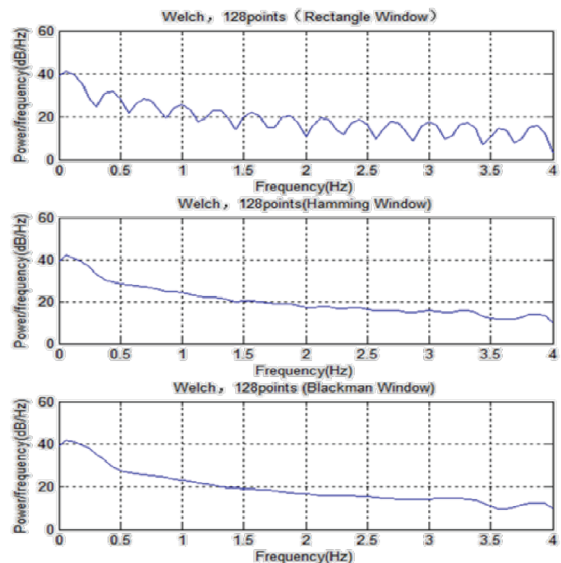 Welch， 128points（Rectangle Window）
Power/frequency(dB/Hz)
60
40
20
0
0 0.5 1 1.5 2 2.5 3 3.5 4
Frequency(Hz)
Welch， 128points(Hamming Window)
Power/frequency(dB/Hz)
60
40
20
0
0 0.5 1 1.5 2 2.5 3 3.5 4
Frequency(Hz)
Welch， 128points (Blackman Window)
Power/frequency(dB/Hz)
60
40
20
0
0 0.5 1 1.5 2 2.5 3 3.5 4
Frequency(Hz)